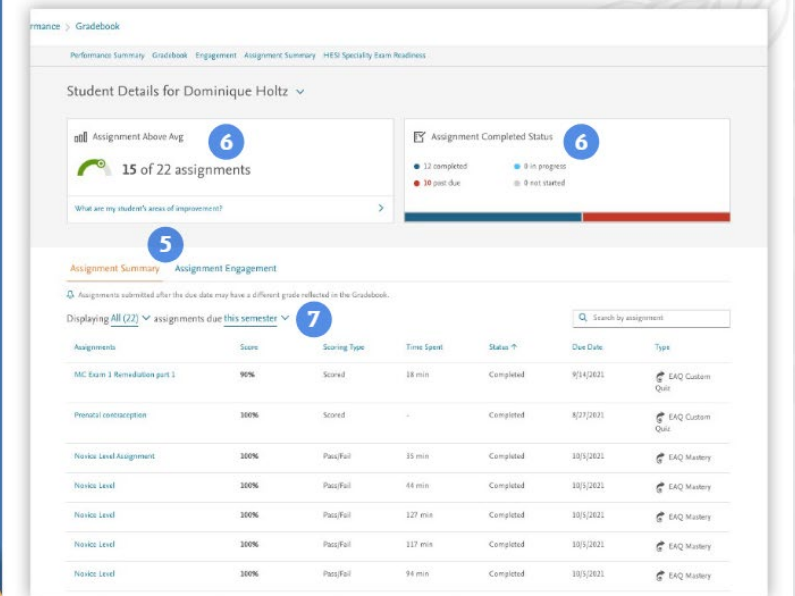 rmance > Gradebook
Performance Summary Gradebook Engagement Assignment Summary HESI Speciality Exam Readiness
Student Details for Dominique Holtz
Assignment Above Avg 6
15 of 22 assignments
What are my student's areas of improvement? >
Assignment Completed Status 6
12 completed 0 in progress
10 past due 0 not started
5
Assignment Summary Assignment Engagement
Assignments submitted after the due date may have a different grade reflected in the Gradebook.
Displaying All (22) assignments due this semester 7
Search by assignment
Assignments Score Scoring Type Time Spent Status ↑ Due Date Type
MC Exam 1 Remediation part 1 90% Scored 18 min Completed 9/14/2021 EAQ Custom
Quiz
Prenatal contraception 100% Scored - Completed 8/27/2021 EAQ Custom
Quiz
Novice Level Assignment 100% Pass/Fail 35 min Completed 10/5/2021 EAQ Mastery
Novice Level 100% Pass/Fail 44 min Completed 10/5/2021 EAQ Mastery
Novice Level 100% Pass/Fail 127 min Completed 10/5/2021 EAQ Mastery
Novice Level 100% Pass/Fail 117 min Completed 10/5/2021 EAQ Mastery
Novice Level 100% Pass/Fail 94 min Completed 10/5/2021 EAQ Mastery